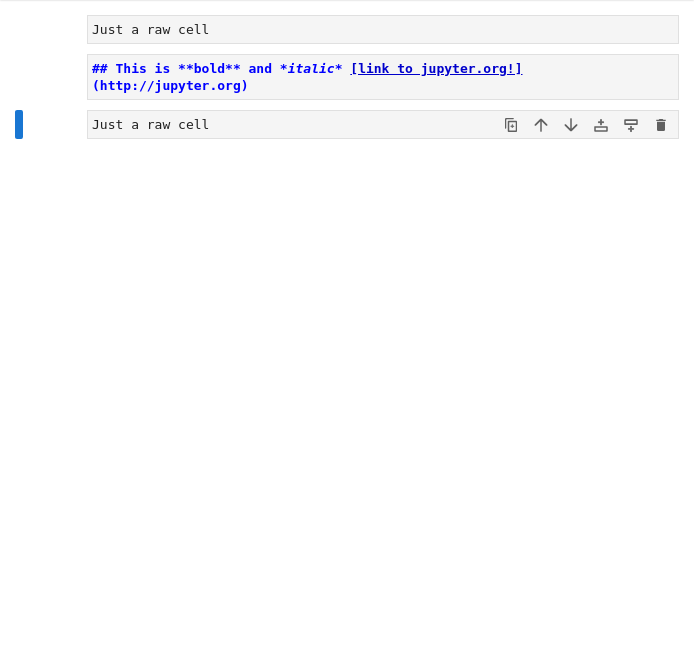 Just a raw cell
## This is **bold** and *italic* [link to jupyter.org!]
(http://jupyter.org)
Just a raw cell